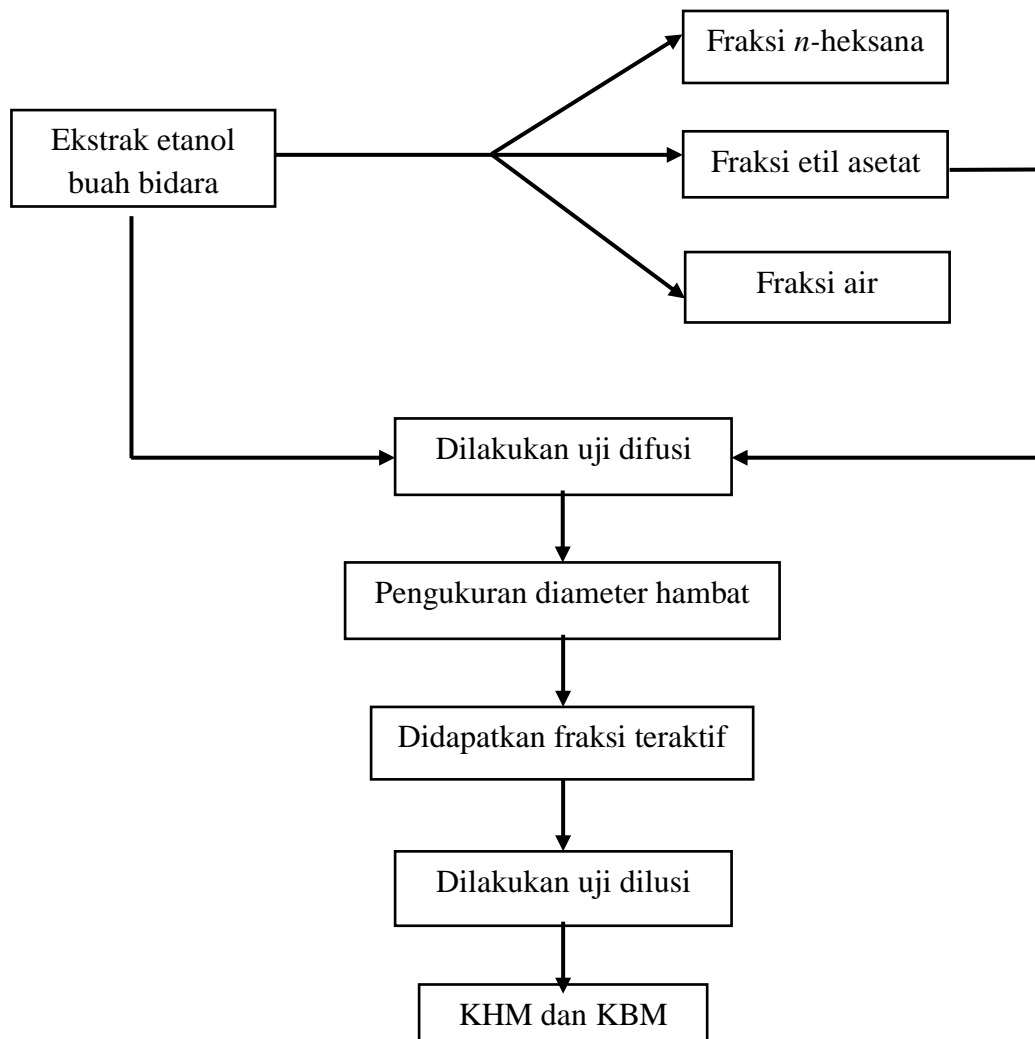 Fraksi n-heksana
Ekstrak etanol
buah bidara
Fraksi etil asetat
Fraksi air
Dilakukan uji difusi
Pengukuran diameter hambat
Didapatkan fraksi teraktif
Dilakukan uji dilusi
KHM dan KBM